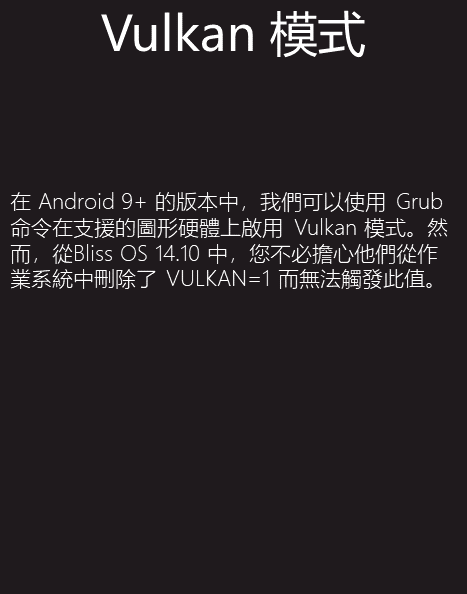 Vulkan 模式
在 Android 9+ 的版本中，我們可以使用 Grub
命令在支援的圖形硬體上啟用 Vulkan 模式。然
而，從Bliss OS 14.10 中，您不必擔心他們從作
業系統中刪除了 VULKAN=1 而無法觸發此值。